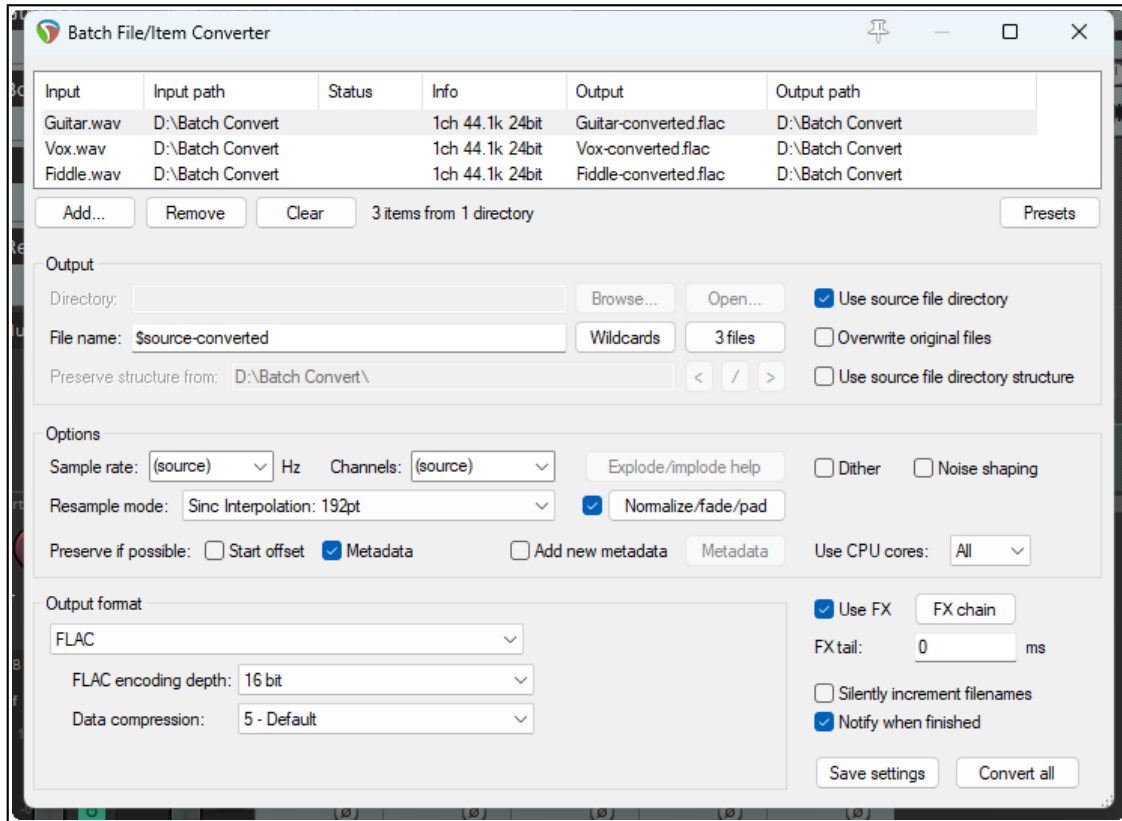 Batch File/Item Converter
Input Input path Status Info Output Output path
Guitar.wav D:\Batch Convert 1ch 44.1k 24bit Guitar-converted.flac D:\Batch Convert
Vox.wav D:\Batch Convert 1ch 44.1k 24bit Vox-converted.flac D:\Batch Convert
Fiddle.wav D:\Batch Convert 1ch 44.1k 24bit Fiddle-converted.flac D:\Batch Convert
Add... Remove Clear 3 items from 1 directory Presets
Output
Directory: Browse... Open... Use source file directory
File name: $source-converted Wildcards 3 files Overwrite original files
Preserve structure from: D:\Batch Convert\ < / > Use source file directory structure
Options
Sample rate: (source) Hz Channels: (source) Explode/implode help Dither Noise shaping
Resample mode: Sinc Interpolation: 192pt Normalize/fade/pad
Preserve if possible: Start offset Metadata Add new metadata Metadata Use CPU cores: All
Output format Use FX FX chain
FLAC
FX tail: 0 ms
FLAC encoding depth: 16 bit
Silently increment filenames
Data compression: 5 - Default
Notify when finished
Save settings Convert all